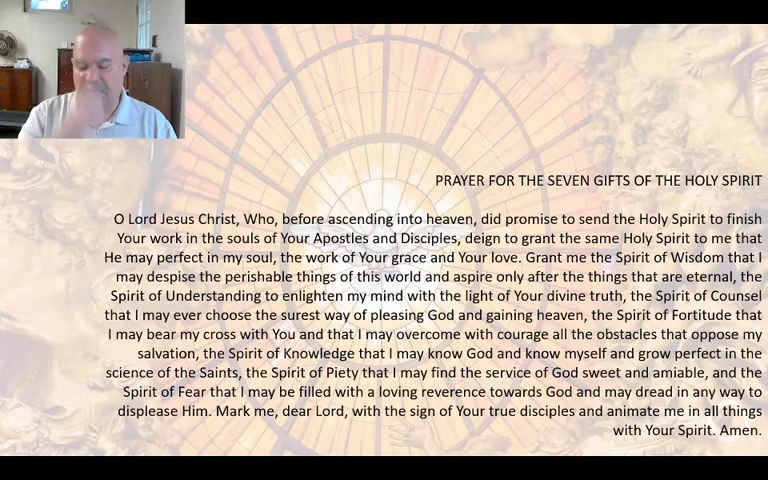 PRAYER FOR THE SEVEN GIFTS OF THE HOLY SPIRIT
O Lord Jesus Christ, Who, before ascending into heaven, did promise to send the Holy Spirit to finish
Your work in the souls of Your Apostles and Disciples, deign to grant the same Holy Spirit to me that
He may perfect in my soul, the work of Your grace and Your love. Grant me the Spirit of Wisdom that I
may despise the perishable things of this world and aspire only after the things that are eternal, the
Spirit of Understanding to enlighten my mind with the light of Your divine truth, the Spirit of Counsel
that I may ever choose the surest way of pleasing God and gaining heaven, the Spirit of Fortitude that
I may bear my cross with You and that I may overcome with courage all the obstacles that oppose my
salvation, the Spirit of Knowledge that I may know God and know myself and grow perfect in the
science of the Saints, the Spirit of Piety that I may find the service of God sweet and amiable, and the
Spirit of Fear that I may be filled with a loving reverence towards God and may dread in any way to
displease Him. Mark me, dear Lord, with the sign of Your true disciples and animate me in all things
with Your Spirit. Amen.